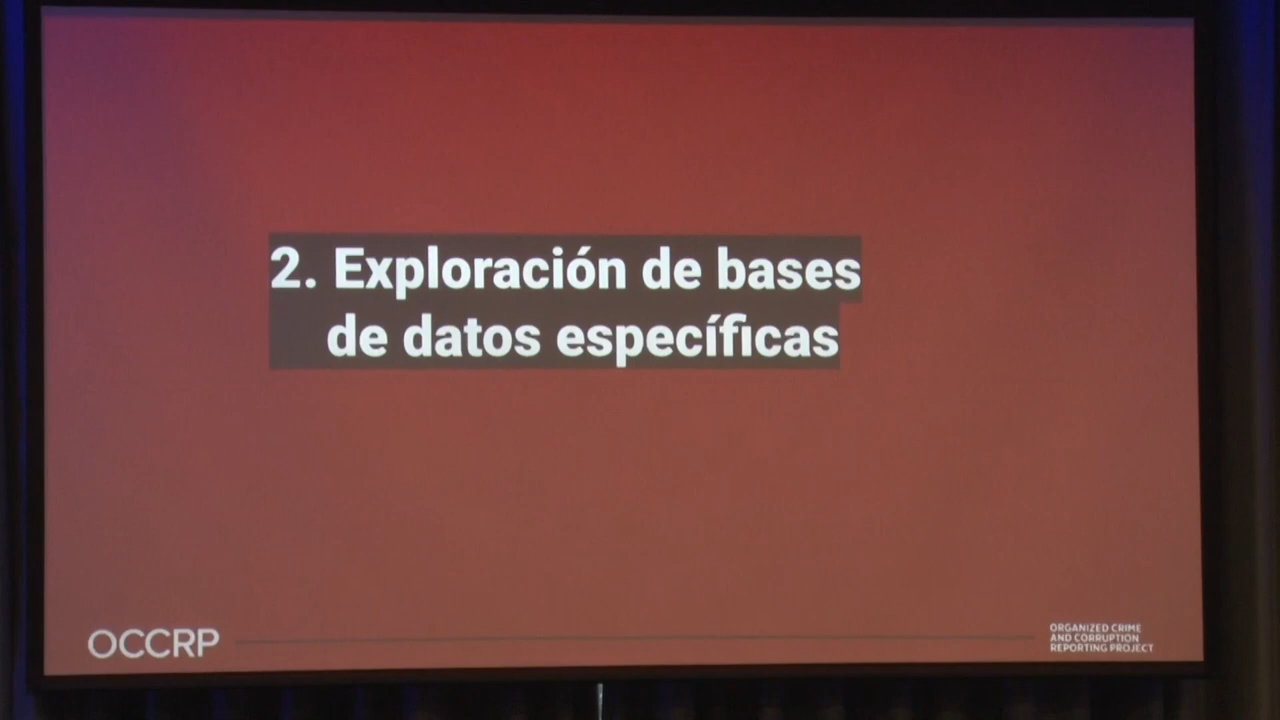 2. Exploración de bases
de datos específicas
OCCRP
ORGANIZED CRIME
AND CORRUPTION
REPORTING PROJECT